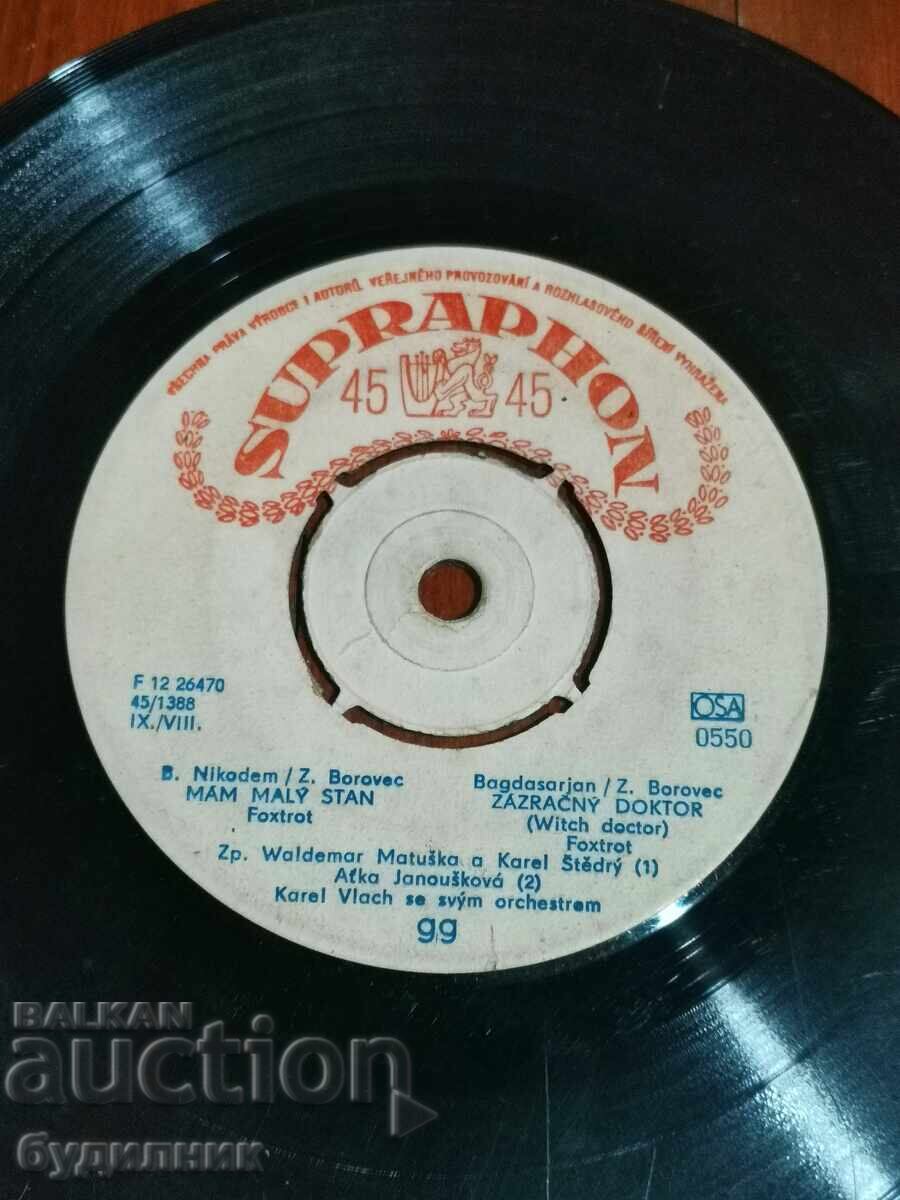 VŠECHNA PRÁVA VÝROBCE I AUTORŮ VEŘEJNÉHO PROVOZOVÁNÍ A ROZHLASOVÉHO ŠÍŘENÍ VYHRAŽENA
SUPRAPHON
45 45
F 12 26470
45/1388
IX./VIII.
OSA
0550
B. Nikodem / Z. Borovec
MÁM MALÝ STAN
Foxtrot
Bagdasarjan / Z. Borovec
ZÁZRAČNÝ DOKTOR
(Witch doctor)
Foxtrot
Zp. Waldemar Matuška a Karel Štědrý (1)
Aťka Janoušková (2)
Karel Vlach se svým orchestrem
gg
BALKAN
auction
будилник